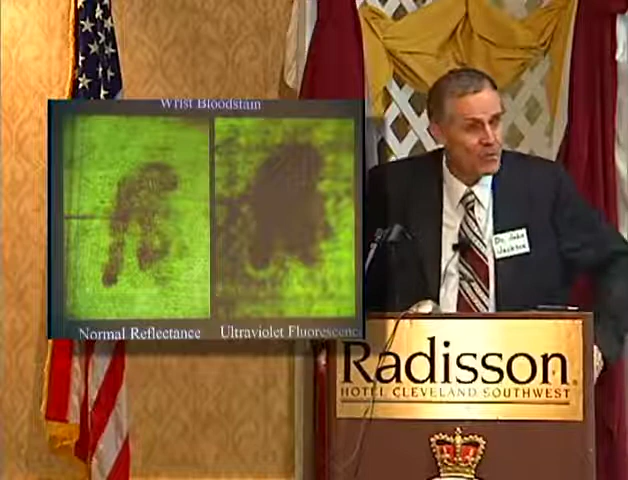 Wrist Bloodstain
Normal Reflectance
Ultraviolet Fluorescence
Dr. John
Jackson
Radisson
HOTEL CLEVELAND SOUTHWEST